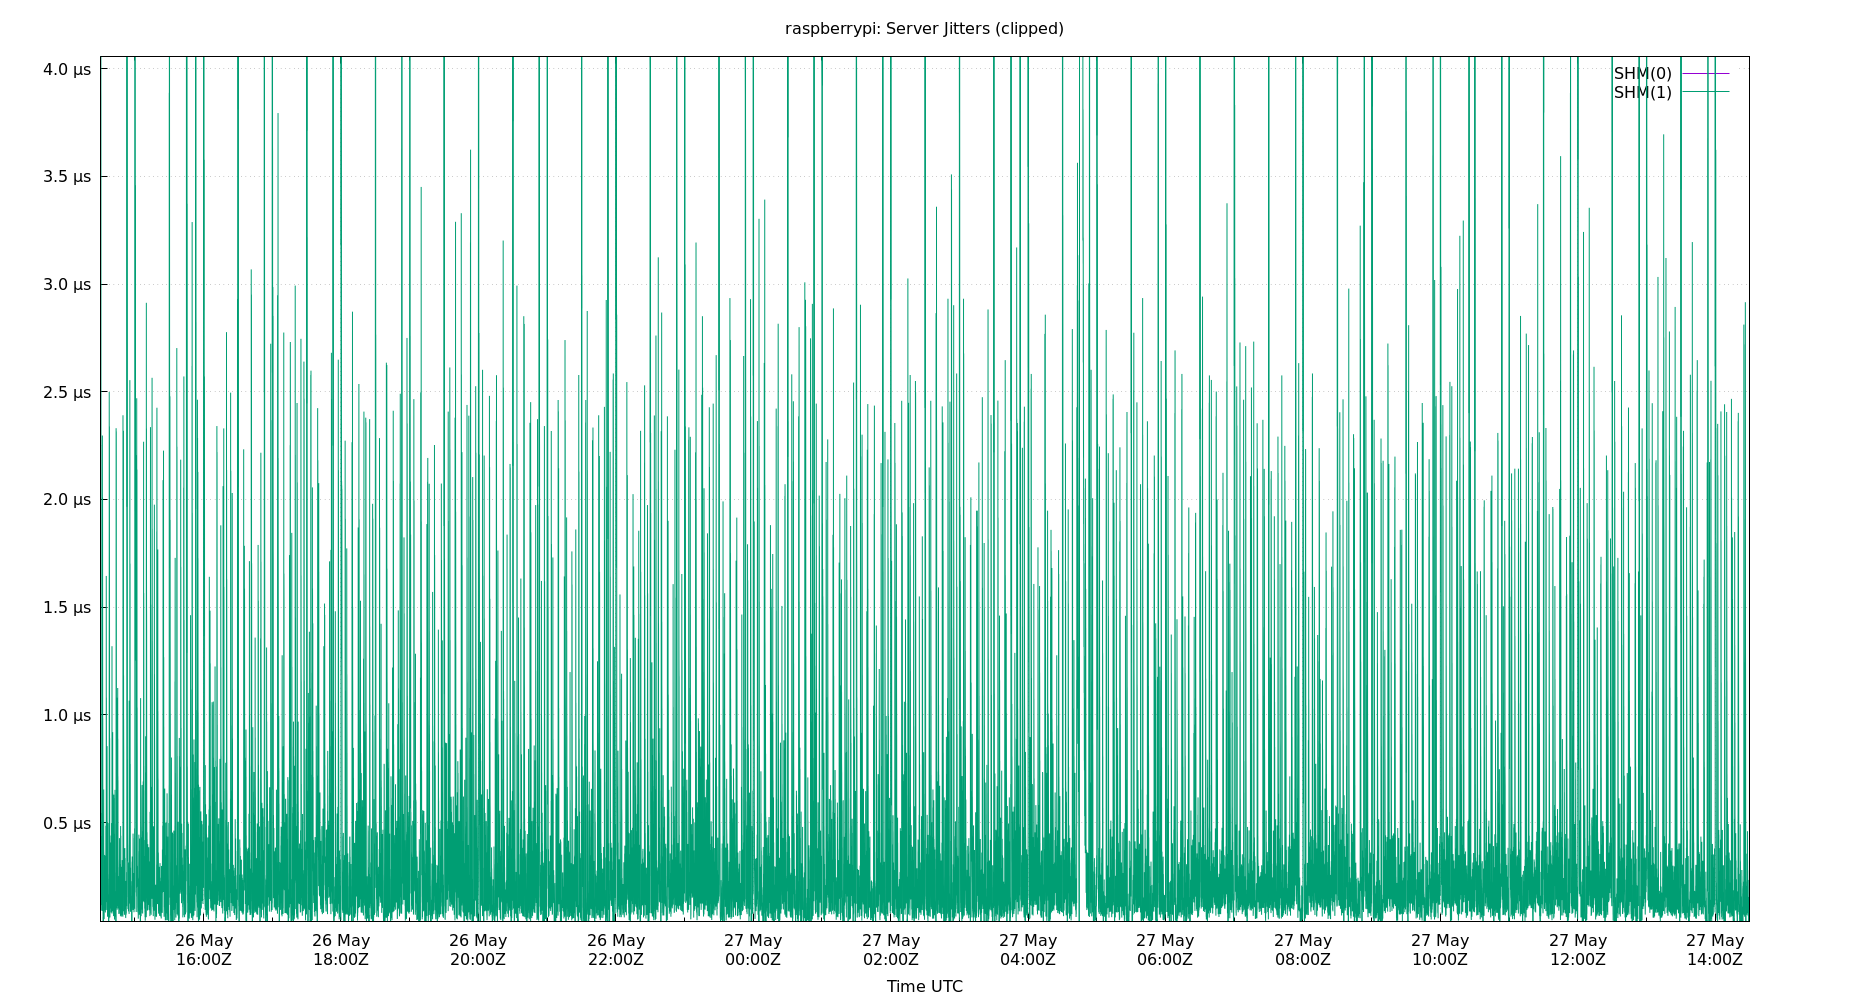 raspberrypi: Server Jitters (clipped)
SHM(0)
SHM(1)
4.0 µs
3.5 µs
3.0 µs
2.5 µs
2.0 µs
1.5 µs
1.0 µs
0.5 µs
26 May 26 May 26 May 26 May 27 May 27 May 27 May 27 May 27 May 27 May 27 May 27 May
16:00Z 18:00Z 20:00Z 22:00Z 00:00Z 02:00Z 04:00Z 06:00Z 08:00Z 10:00Z 12:00Z 14:00Z
Time UTC